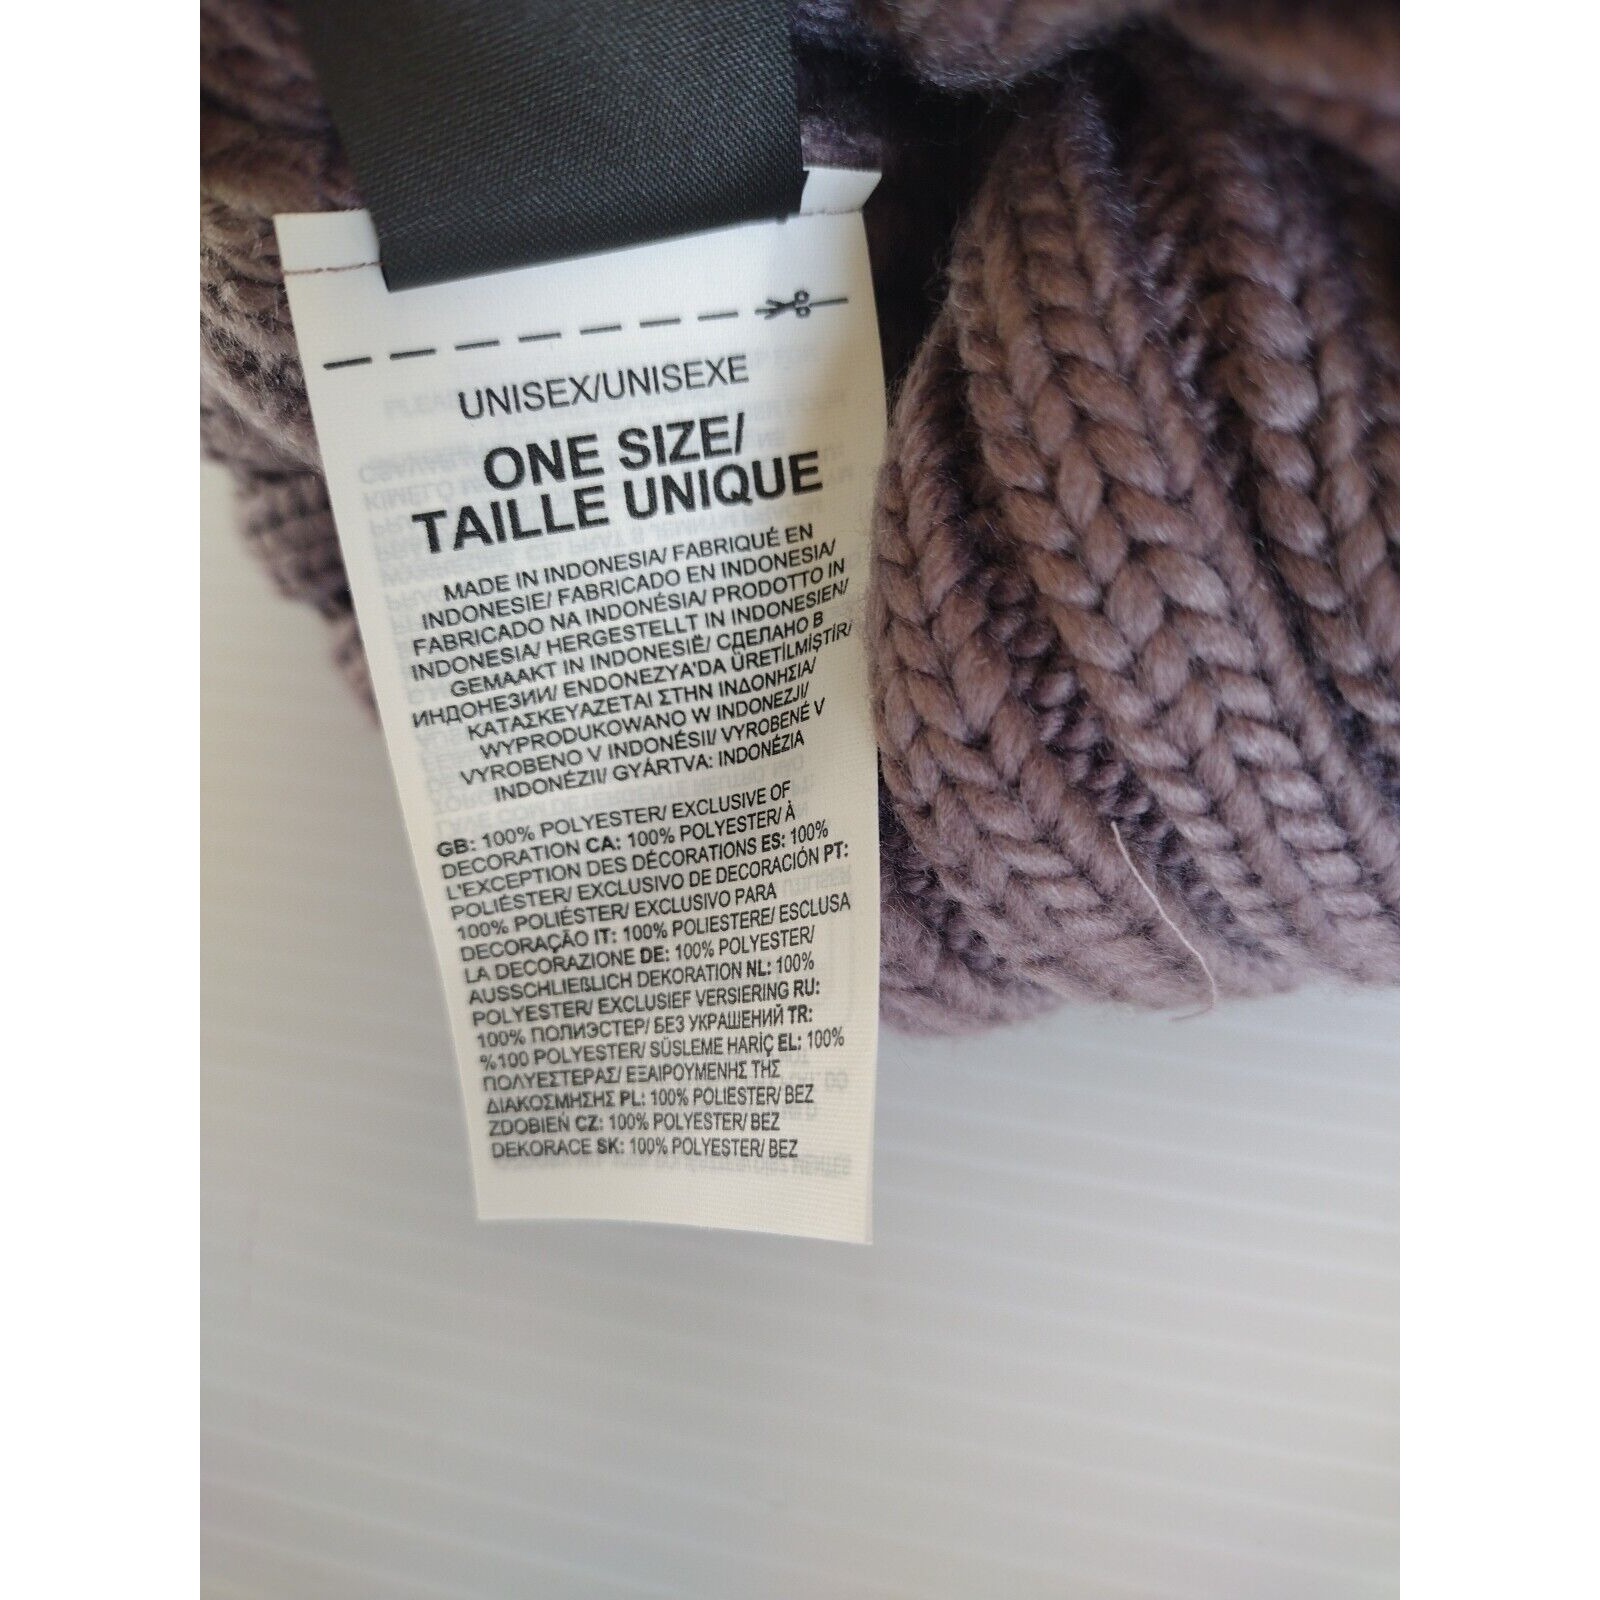 UNISEX/UNISEXE
ONE SIZE/
TAILLE UNIQUE
MADE IN INDONESIA/ FABRIQUÉ EN
INDONESIE/ FABRICADO EN INDONESIA/
FABRICADO NA INDONÉSIA/ PRODOTTO IN
INDONESIA/ HERGESTELLT IN INDONESIEN/
GEMAAKT IN INDONESIË/ СДЕЛАНО В
ИНДОНЕЗИИ/ ENDONEZYA'DA ÜRETİLMİŞTİR/
ΚΑΤΑΣΚΕΥΑΖΕΤΑΙ ΣΤΗΝ ΙΝΔΟΝΗΣΙΑ/
WYPRODUKOWANO W INDONEZJI/
VYROBENO V INDONÉSII/ VYROBENÉ V
INDONÉZII/ GYÁRTVA: INDONÉZIA
GB: 100% POLYESTER/ EXCLUSIVE OF
DECORATION CA: 100% POLYESTER/ À
L'EXCEPTION DES DÉCORATIONS ES: 100%
POLIÉSTER/ EXCLUSIVO DE DECORACIÓN PT:
100% POLIÉSTER/ EXCLUSIVO PARA
DECORAÇÃO IT: 100% POLIESTERE/ ESCLUSA
LA DECORAZIONE DE: 100% POLYESTER/
AUSSCHLIEßLICH DEKORATION NL: 100%
POLYESTER/ EXCLUSIEF VERSIERING RU:
100% ПОЛИЭСТЕР/ БЕЗ УКРАШЕНИЙ TR:
%100 POLYESTER/ SÜSLEME HARİÇ EL: 100%
ΠΟΛΥΕΣΤΕΡΑΣ/ ΕΞΑΙΡΟΥΜΕΝΗΣ ΤΗΣ
ΔΙΑΚΟΣΜΗΣΗΣ PL: 100% POLIESTER/ BEZ
ZDOBIEŃ CZ: 100% POLYESTER/ BEZ
DEKORACE SK: 100% POLYESTER/ BEZ